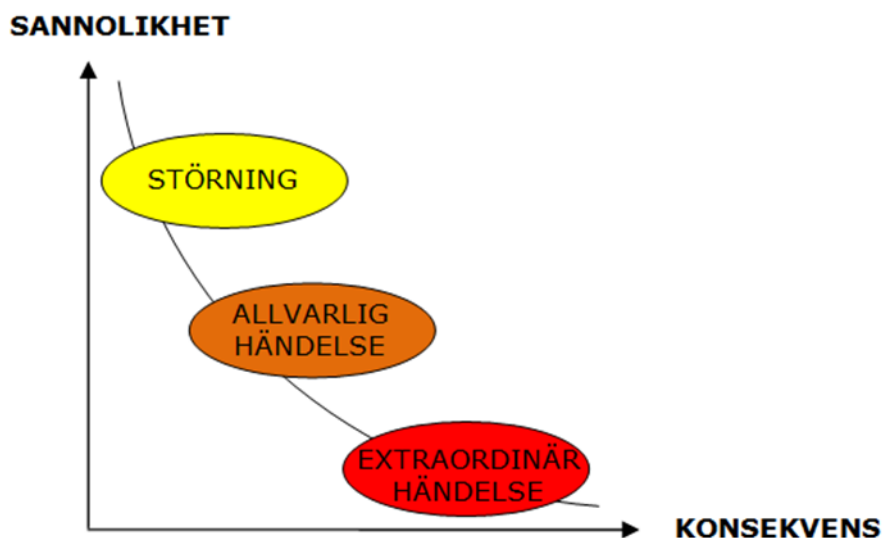 SANNOLIKHET
STÖRNING
ALLVARLIG
HÄNDELSE
EXTRAORDINÄR
HÄNDELSE
KONSEKVENS